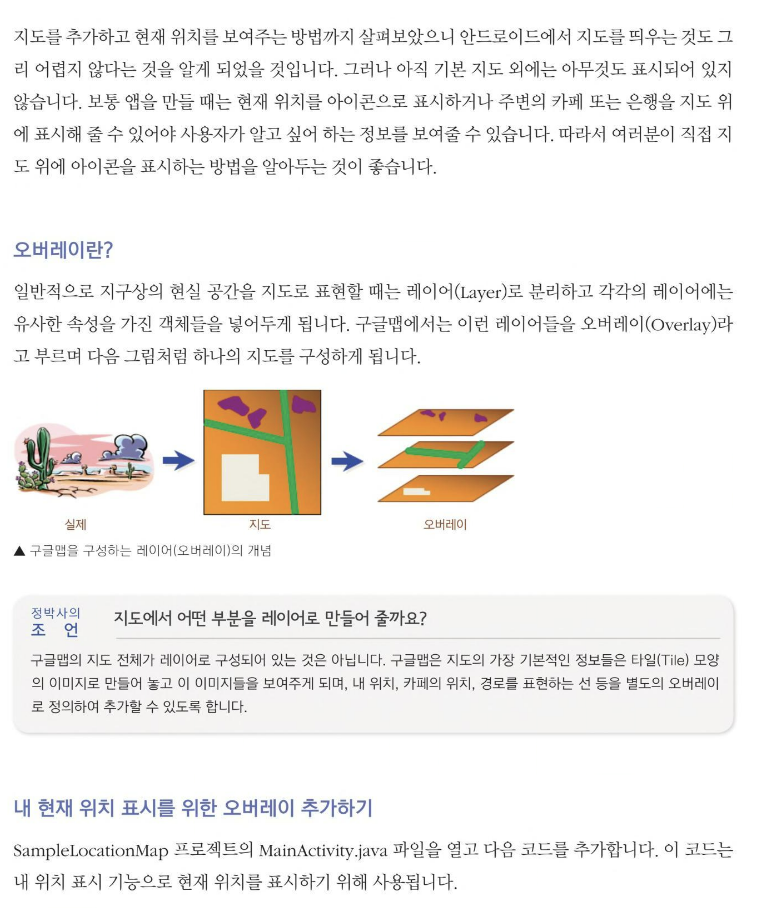 지도를 추가하고 현재 위치를 보여주는 방법까지 살펴보았으니 안드로이드에서 지도를 띄우는 것도 그
리 어렵지 않다는 것을 알게 되었을 것입니다. 그러나 아직 기본 지도 외에는 아무것도 표시되어 있지
않습니다. 보통 앱을 만들 때는 현재 위치를 아이콘으로 표시하거나 주변의 카페 또는 은행을 지도 위
에 표시해 줄 수 있어야 사용자가 알고 싶어 하는 정보를 보여줄 수 있습니다. 따라서 여러분이 직접 지
도 위에 아이콘을 표시하는 방법을 알아두는 것이 좋습니다.
오버레이란?
일반적으로 지구상의 현실 공간을 지도로 표현할 때는 레이어(Layer)로 분리하고 각각의 레이어에는
유사한 속성을 가진 객체들을 넣어두게 됩니다. 구글맵에서는 이런 레이어들을 오버레이(Overlay)라
고 부르며 다음 그림처럼 하나의 지도를 구성하게 됩니다.
실제
지도
오버레이
▲ 구글맵을 구성하는 레이어(오버레이)의 개념
정박사의
조 언
지도에서 어떤 부분을 레이어로 만들어 줄까요?
구글맵의 지도 전체가 레이어로 구성되어 있는 것은 아닙니다. 구글맵은 지도의 가장 기본적인 정보들은 타일(Tile) 모양
의 이미지로 만들어 놓고 이 이미지들을 보여주게 되며, 내 위치, 카페의 위치, 경로를 표현하는 선 등을 별도의 오버레이
로 정의하여 추가할 수 있도록 합니다.
내 현재 위치 표시를 위한 오버레이 추가하기
SampleLocationMap 프로젝트의 MainActivity.java 파일을 열고 다음 코드를 추가합니다. 이 코드는
내 위치 표시 기능으로 현재 위치를 표시하기 위해 사용됩니다.